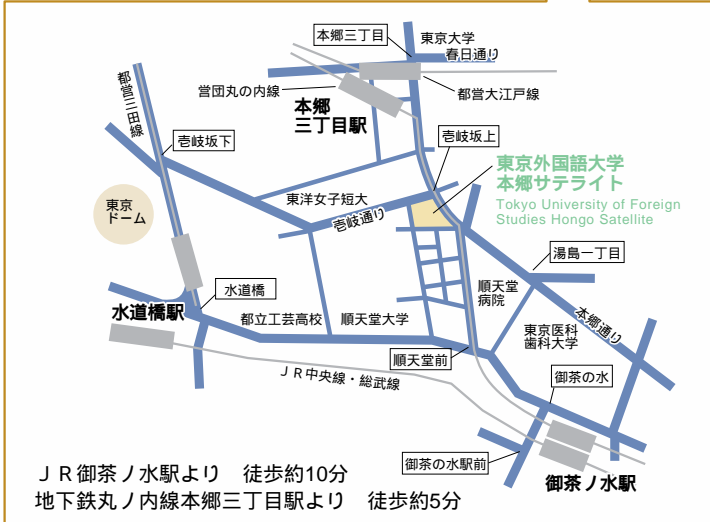 本郷三丁目
東京大学
春日通り
営団丸の内線
都営大江戸線
本郷
三丁目駅
都営三田線
壱岐坂下
壱岐坂上
東京外国語大学
本郷サテライト
Tokyo University of Foreign
Studies Hongo Satellite
東洋女子短大
東京
ドーム
壱岐通り
湯島一丁目
水道橋
順天堂
病院
水道橋駅
都立工芸高校
順天堂大学
本郷通り
東京医科
歯科大学
順天堂前
JR中央線・総武線
御茶の水
御茶の水駅前
御茶ノ水駅
JR御茶ノ水駅より 徒歩約10分
地下鉄丸ノ内線本郷三丁目駅より 徒歩約5分